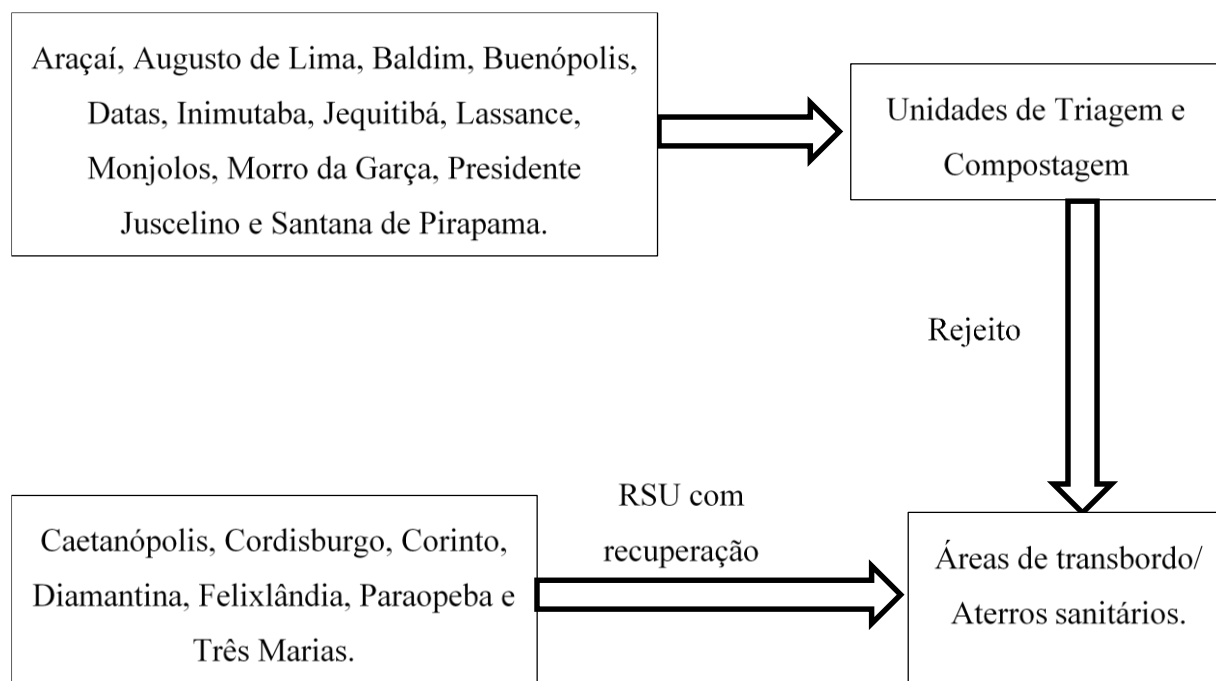 Araçaí, Augusto de Lima, Baldim, Buenópolis,
Datas, Inimutaba, Jequitibá, Lassance,
Monjolos, Morro da Garça, Presidente
Juscelino e Santana de Pirapama.
Unidades de Triagem e
Compostagem
Rejeito
RSU com
recuperação
Caetanópolis, Cordisburgo, Corinto,
Diamantina, Felixlândia, Paraopeba e
Três Marias.
Áreas de transbordo/
Aterros sanitários.